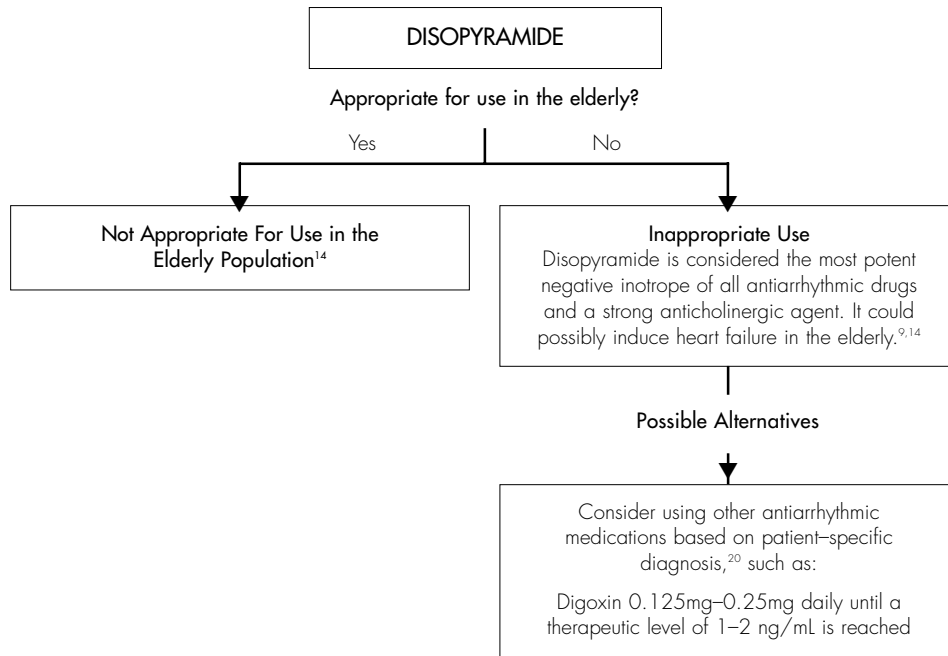 DISOPYRAMIDE
Appropriate for use in the elderly?
Yes
No
Not Appropriate For Use in the
Elderly Population¹⁴
Inappropriate Use
Disopyramide is considered the most potent
negative inotrope of all antiarrhythmic drugs
and a strong anticholinergic agent. It could
possibly induce heart failure in the elderly.⁹,¹⁴
Possible Alternatives
Consider using other antiarrhythmic
medications based on patient–specific
diagnosis,²⁰ such as:
Digoxin 0.125mg–0.25mg daily until a
therapeutic level of 1–2 ng/mL is reached